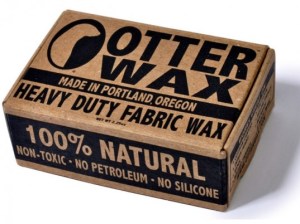 OTTER
WAX
MADE IN PORTLAND OREGON
HEAVY DUTY FABRIC WAX
100% NATURAL
NON-TOXIC • NO PETROLEUM • NO SILICONE